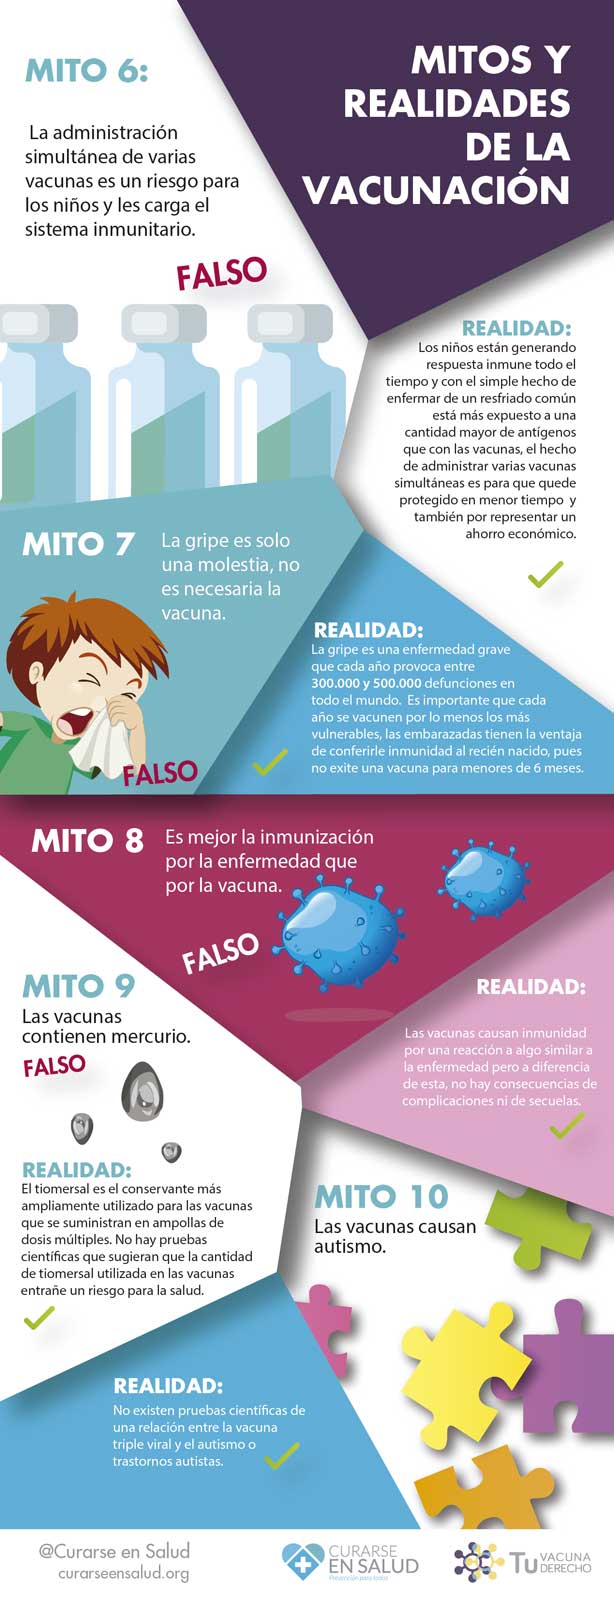 MITOS Y
REALIDADES
DE LA
VACUNACIÓN
MITO 6:
La administración
simultánea de varias
vacunas es un riesgo para
los niños y les carga el
sistema inmunitario.
FALSO
REALIDAD:
Los niños están generando
respuesta inmune todo el
tiempo y con el simple hecho de
enfermar de un resfriado común
está más expuesto a una
cantidad mayor de antígenos
que con las vacunas, el hecho
de administrar varias vacunas
simultáneas es para que quede
protegido en menor tiempo y
también por representar un
ahorro económico.
MITO 7
La gripe es solo
una molestia, no
es necesaria la
vacuna.
FALSO
REALIDAD:
La gripe es una enfermedad grave
que cada año provoca entre
300.000 y 500.000 defunciones en
todo el mundo. Es importante que cada
año se vacunen por lo menos los más
vulnerables, las embarazadas tienen la ventaja
de conferirle inmunidad al recién nacido, pues
no exite una vacuna para menores de 6 meses.
MITO 8
Es mejor la inmunización
por la enfermedad que
por la vacuna.
FALSO
REALIDAD:
Las vacunas causan inmunidad
por una reacción a algo similar a
la enfermedad pero a diferencia
de esta, no hay consecuencias de
complicaciones ni de secuelas.
MITO 9
Las vacunas
contienen mercurio.
FALSO
REALIDAD:
El tiomersal es el conservante más
ampliamente utilizado para las vacunas
que se suministran en ampollas de
dosis múltiples. No hay pruebas
científicas que sugieran que la cantidad
de tiomersal utilizada en las vacunas
entrañe un riesgo para la salud.
MITO 10
Las vacunas causan
autismo.
REALIDAD:
No existen pruebas científicas de
una relación entre la vacuna
triple viral y el autismo o
trastornos autistas.
@Curarse en Salud
curarseensalud.org
CURARSE
EN SALUD
Prevención para todos
Tu VACUNA
DERECHO